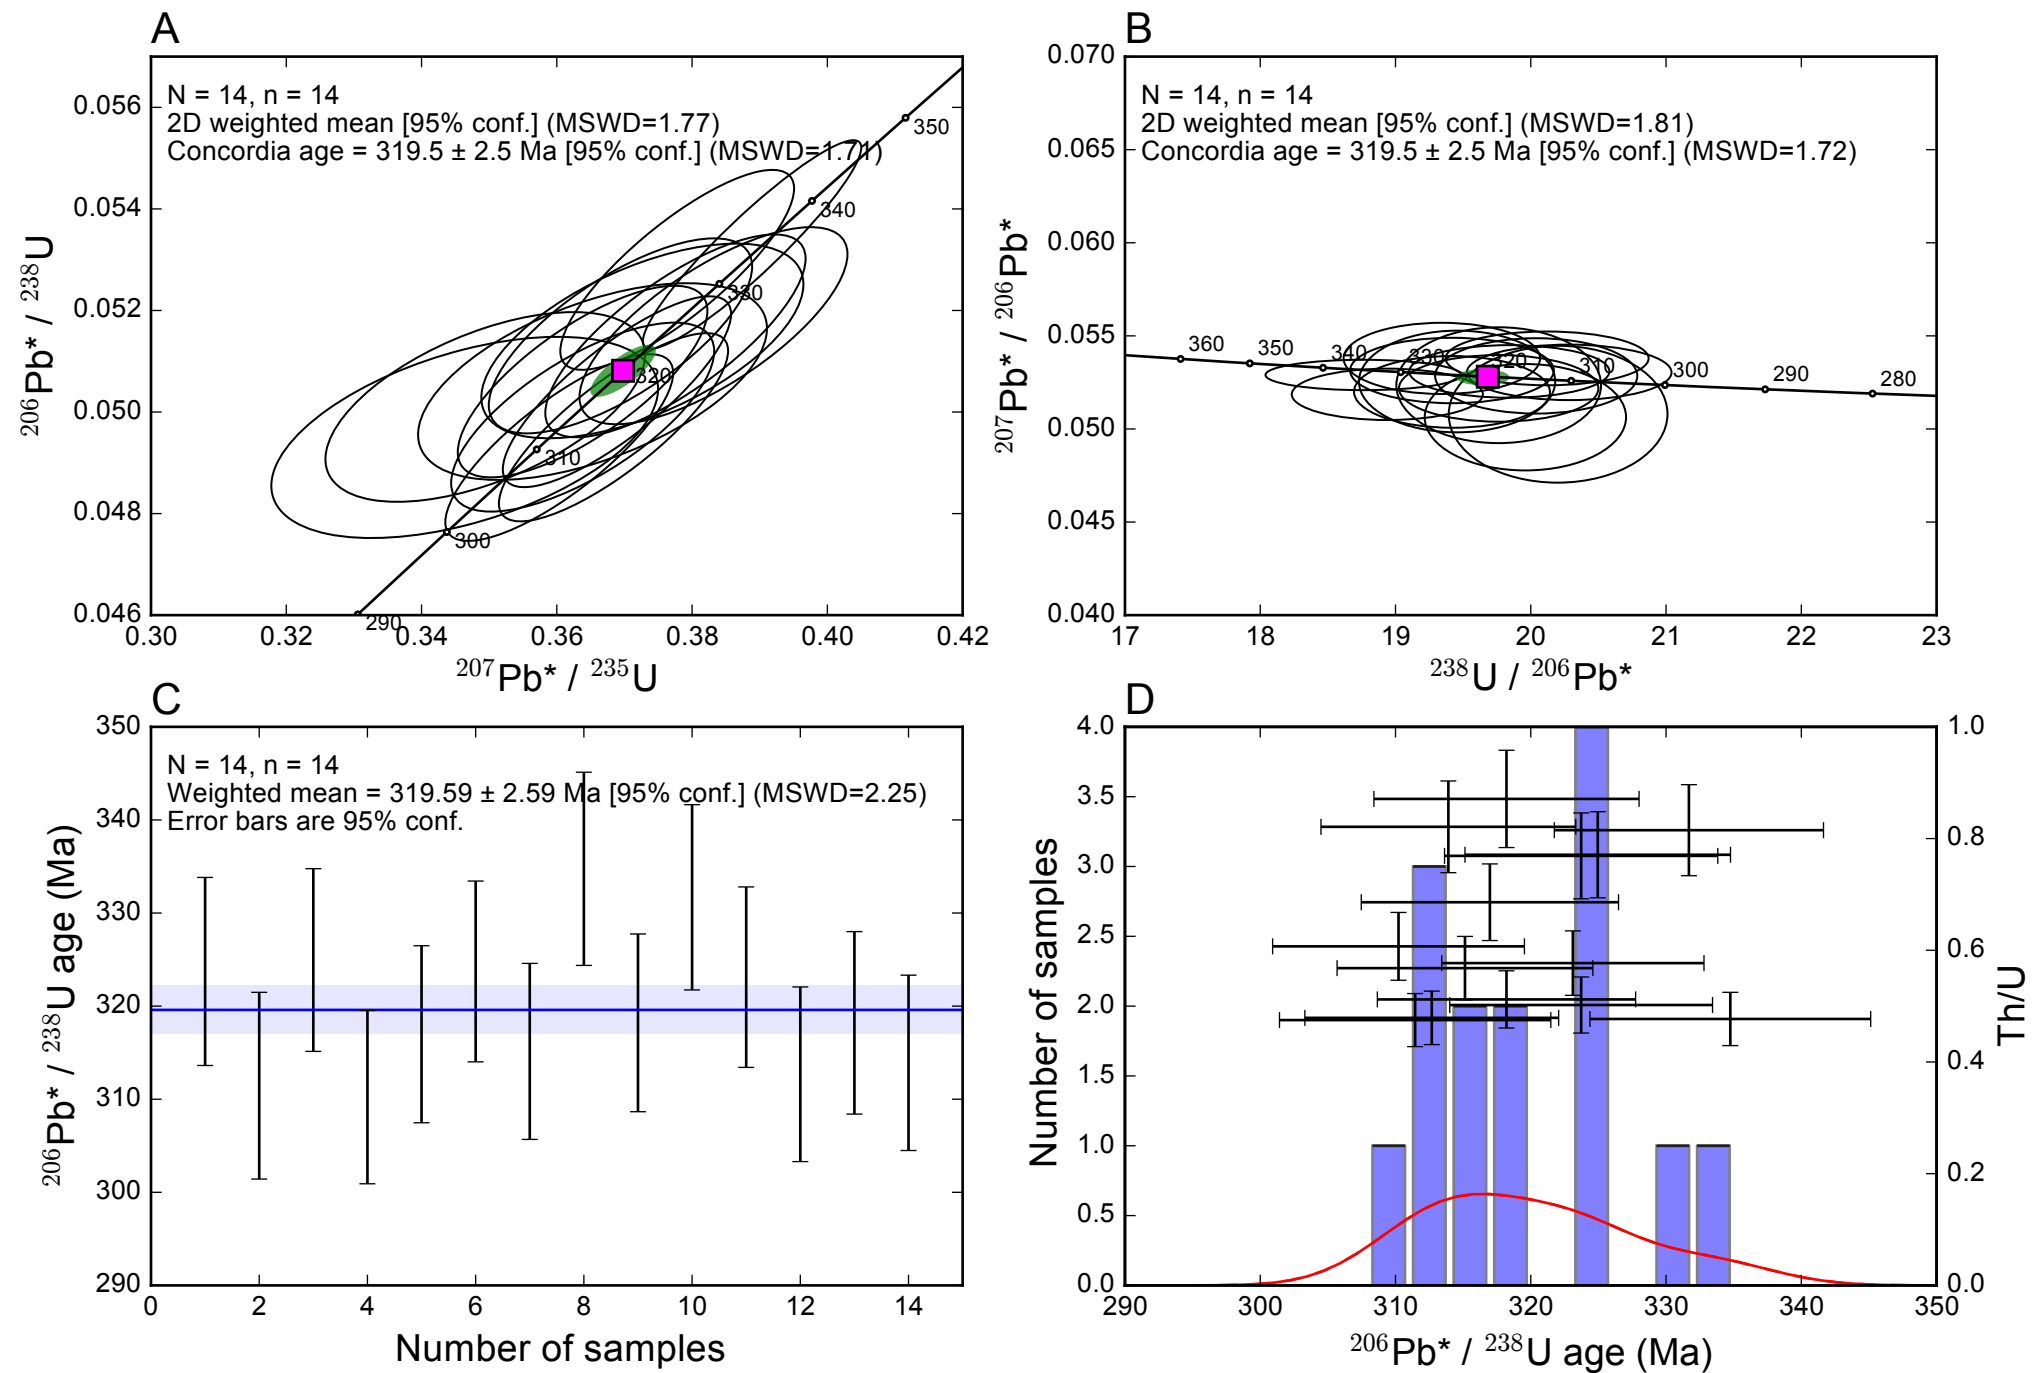 A
N = 14, n = 14
2D weighted mean [95% conf.] (MSWD=1.77)
Concordia age = 319.5 ± 2.5 Ma [95% conf.] (MSWD=1.71)
0.056
0.054
0.052
0.050
0.048
0.046
206Pb* / 238U
350
340
330
320
310
300
290
0.30 0.32 0.34 0.36 0.38 0.40 0.42
207Pb* / 235U
B
N = 14, n = 14
2D weighted mean [95% conf.] (MSWD=1.81)
Concordia age = 319.5 ± 2.5 Ma [95% conf.] (MSWD=1.72)
0.070
0.065
0.060
0.055
0.050
0.045
0.040
207Pb* / 206Pb*
360 350 340 330 320 310 300 290 280
17 18 19 20 21 22 23
238U / 206Pb*
C
N = 14, n = 14
Weighted mean = 319.59 ± 2.59 Ma [95% conf.] (MSWD=2.25)
Error bars are 95% conf.
350
340
330
320
310
300
290
206Pb* / 238U age (Ma)
0 2 4 6 8 10 12 14
Number of samples
D
4.0
3.5
3.0
2.5
2.0
1.5
1.0
0.5
0.0
Number of samples
1.0
0.8
0.6
0.4
0.2
0.0
Th/U
290 300 310 320 330 340 350
206Pb* / 238U age (Ma)